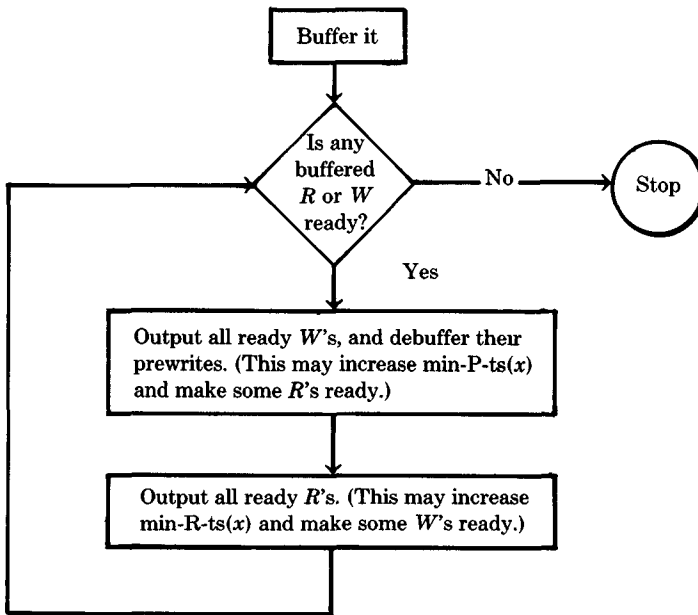 Buffer it
Is any
buffered
R or W
ready?
No
Stop
Yes
Output all ready W's, and debuffer their
prewrites. (This may increase min-P-ts(x)
and make some R's ready.)
Output all ready R's. (This may increase
min-R-ts(x) and make some W's ready.)